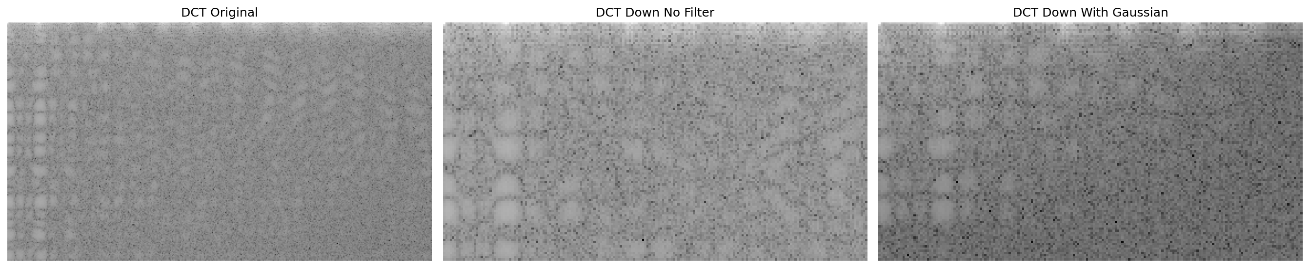 DCT Original
DCT Down No Filter
DCT Down With Gaussian